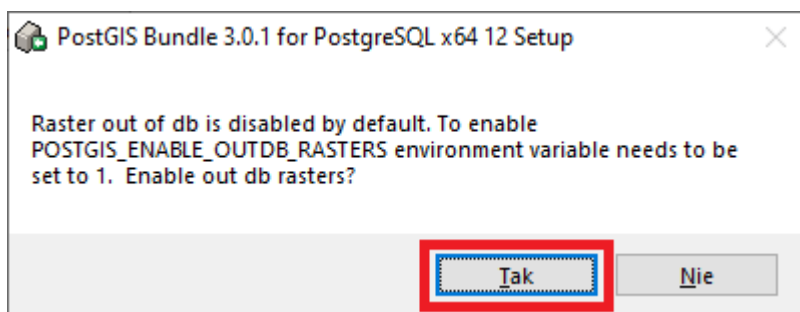 PostGIS Bundle 3.0.1 for PostgreSQL x64 12 Setup
Raster out of db is disabled by default. To enable
POSTGIS_ENABLE_OUTDB_RASTERS environment variable needs to be
set to 1.  Enable out db rasters?
Tak
Nie